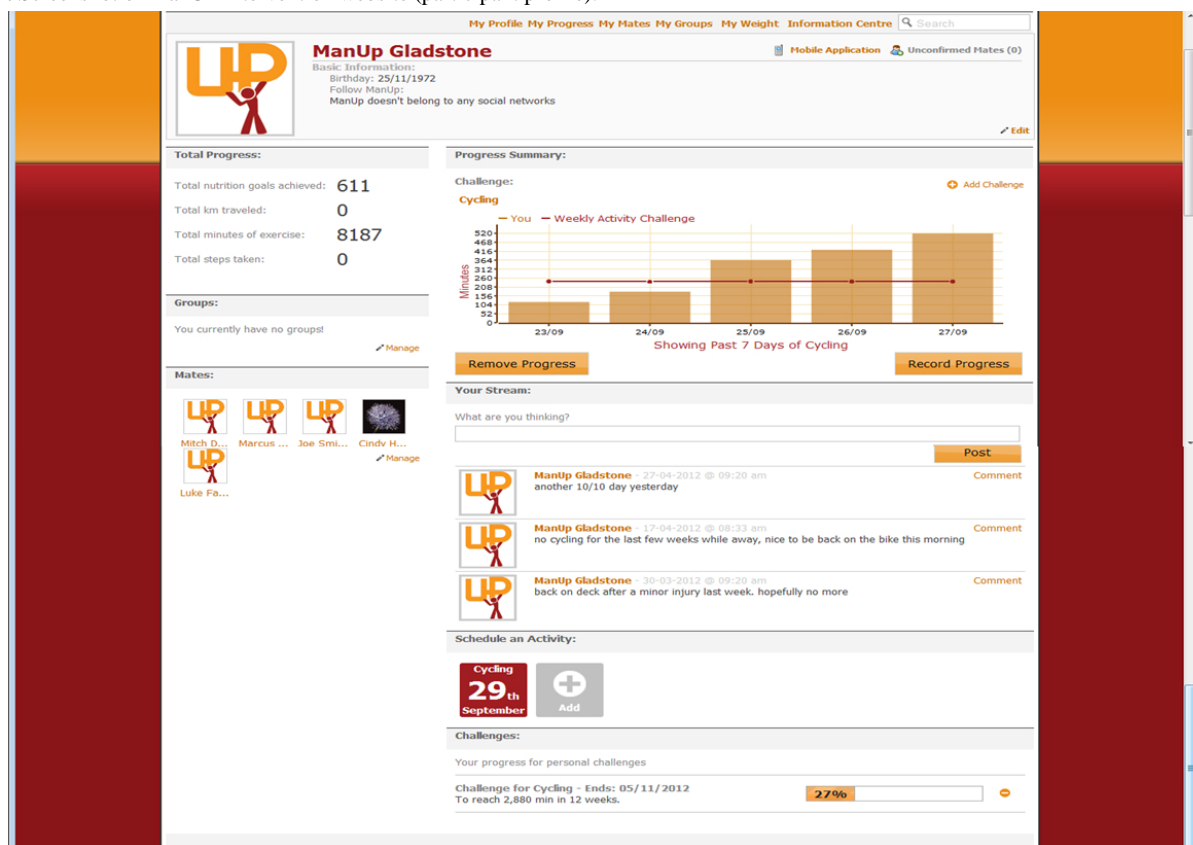 My Profile My Progress My Mates My Groups My Weight Information Centre Search
UP
ManUp Gladstone
Mobile Application Unconfirmed Mates (0)
Basic Information:
Birthday: 25/11/1972
Follow ManUp:
ManUp doesn't belong to any social networks
Edit
Total Progress:
Total nutrition goals achieved: 611
Total km traveled: 0
Total minutes of exercise: 8187
Total steps taken: 0
Groups:
You currently have no groups!
Manage
Mates:
UP UP UP
Mitch D... Marcus ... Joe Smi... Cindy H...
Manage
UP
Luke Fa...
Progress Summary:
Challenge:
Add Challenge
Cycling
You Weekly Activity Challenge
Minutes
520
468
416
364
312
260
208
156
104
52
0
23/09 24/09 25/09 26/09 27/09
Showing Past 7 Days of Cycling
Remove Progress Record Progress
Your Stream:
What are you thinking?
Post
UP
ManUp Gladstone - 27-04-2012 @ 09:20 am Comment
another 10/10 day yesterday
UP
ManUp Gladstone - 17-04-2012 @ 08:33 am Comment
no cycling for the last few weeks while away, nice to be back on the bike this morning
UP
ManUp Gladstone - 30-03-2012 @ 09:20 am Comment
back on deck after a minor injury last week. hopefully no more
Schedule an Activity:
Cycling
29th
September
Add
Challenges:
Your progress for personal challenges
Challenge for Cycling - Ends: 05/11/2012
To reach 2,880 min in 12 weeks.
27%